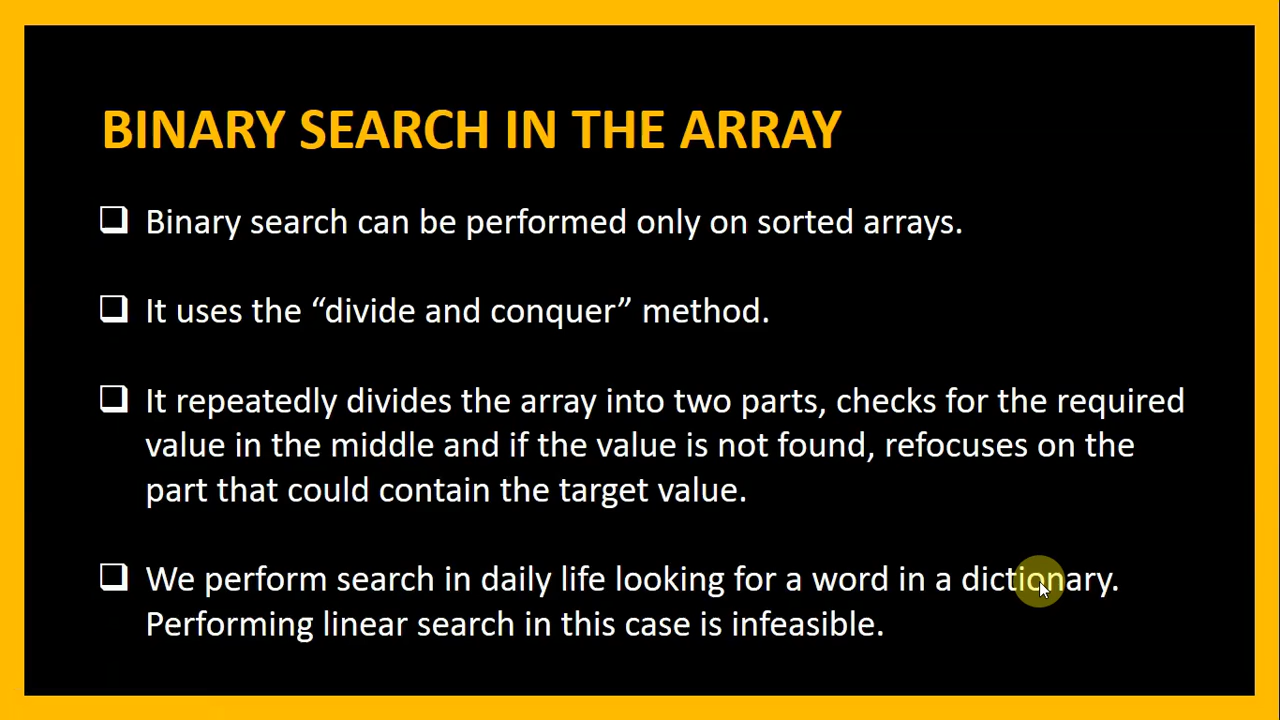 BINARY SEARCH IN THE ARRAY
Binary search can be performed only on sorted arrays.
It uses the “divide and conquer” method.
It repeatedly divides the array into two parts, checks for the required
value in the middle and if the value is not found, refocuses on the
part that could contain the target value.
We perform search in daily life looking for a word in a dictionary.
Performing linear search in this case is infeasible.